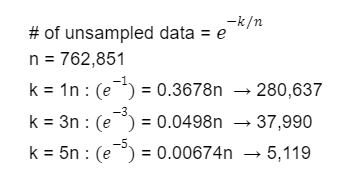 # of unsampled data = e^-k/n
n = 762,851
k = 1n : (e^-1) = 0.3678n → 280,637
k = 3n : (e^-3) = 0.0498n → 37,990
k = 5n : (e^-5) = 0.00674n → 5,119